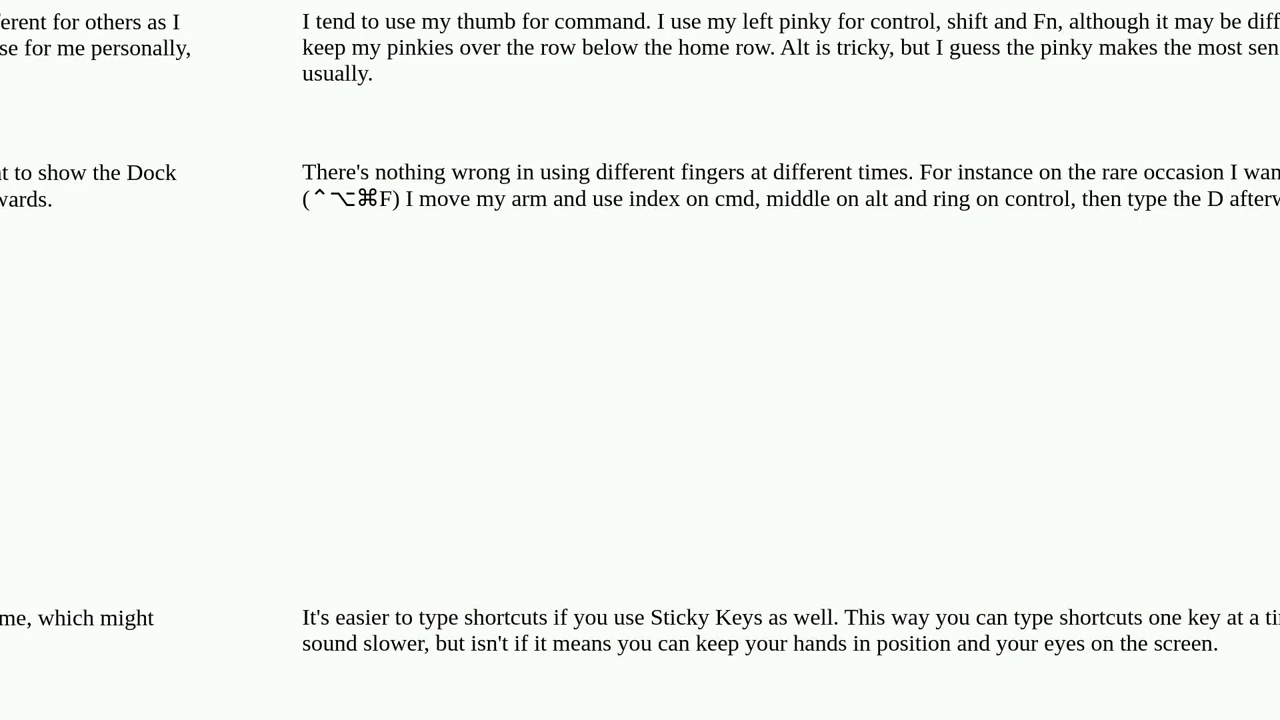 erent for others as I
se for me personally,
I tend to use my thumb for command. I use my left pinky for control, shift and Fn, although it may be diff
keep my pinkies over the row below the home row. Alt is tricky, but I guess the pinky makes the most sen
usually.
t to show the Dock
wards.
There's nothing wrong in using different fingers at different times. For instance on the rare occasion I wan
(⌃⌥⌘F) I move my arm and use index on cmd, middle on alt and ring on control, then type the D afterw
me, which might
It's easier to type shortcuts if you use Sticky Keys as well. This way you can type shortcuts one key at a ti
sound slower, but isn't if it means you can keep your hands in position and your eyes on the screen.